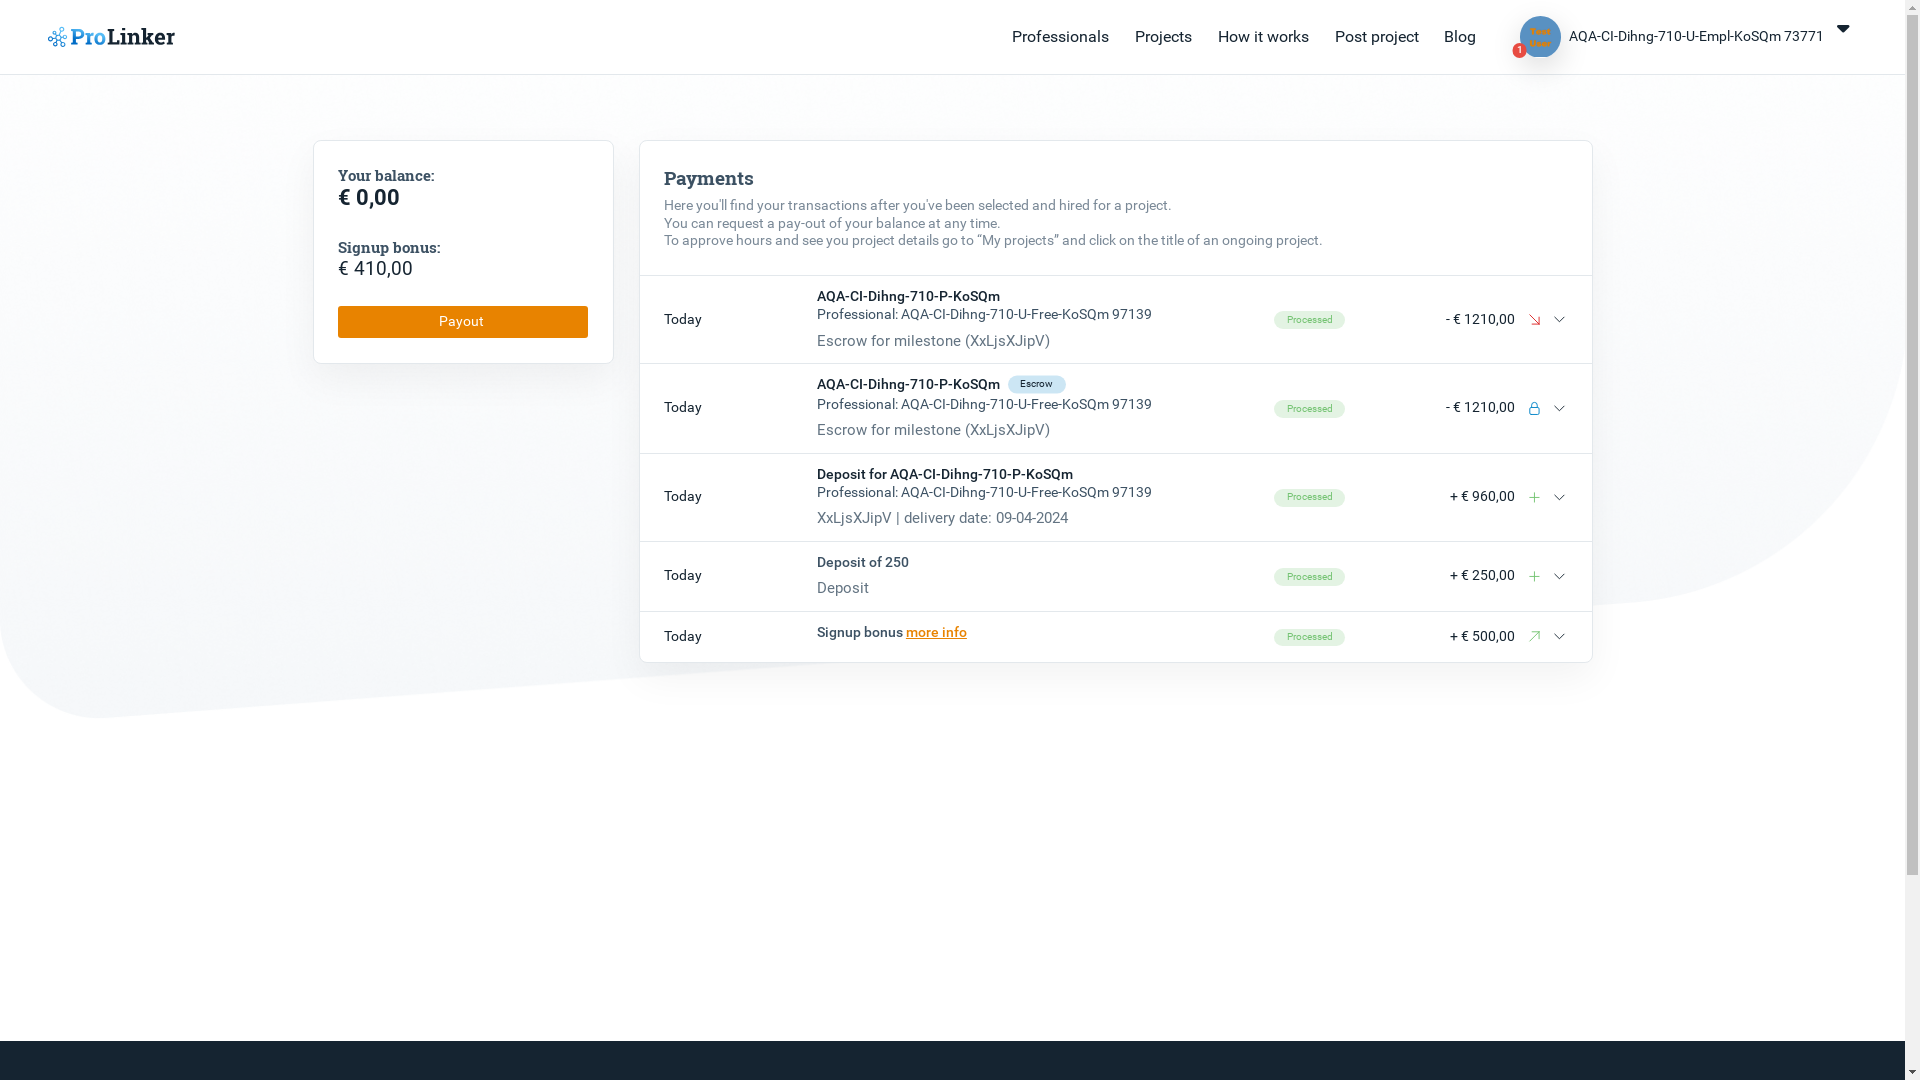 ProLinker
Professionals Projects How it works Post project Blog
Test
User
1
AQA-CI-Dihng-710-U-Empl-KoSQm 73771
Your balance:
€ 0,00
Signup bonus:
€ 410,00
Payout
Payments
Here you'll find your transactions after you've been selected and hired for a project.
You can request a pay-out of your balance at any time.
To approve hours and see you project details go to “My projects” and click on the title of an ongoing project.
Today
AQA-CI-Dihng-710-P-KoSQm
Professional: AQA-CI-Dihng-710-U-Free-KoSQm 97139
Escrow for milestone (XxLjsXJipV)
Processed
- € 1210,00
Today
AQA-CI-Dihng-710-P-KoSQm Escrow
Professional: AQA-CI-Dihng-710-U-Free-KoSQm 97139
Escrow for milestone (XxLjsXJipV)
Processed
- € 1210,00
Today
Deposit for AQA-CI-Dihng-710-P-KoSQm
Professional: AQA-CI-Dihng-710-U-Free-KoSQm 97139
XxLjsXJipV | delivery date: 09-04-2024
Processed
+ € 960,00
Today
Deposit of 250
Deposit
Processed
+ € 250,00
Today
Signup bonus more info
Processed
+ € 500,00